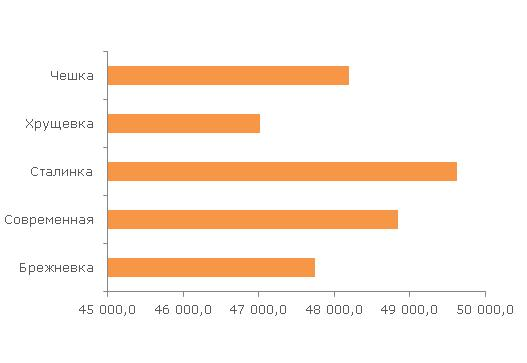 Чешка
Хрущевка
Сталинка
Современная
Брежневка
45 000,0 46 000,0 47 000,0 48 000,0 49 000,0 50 000,0